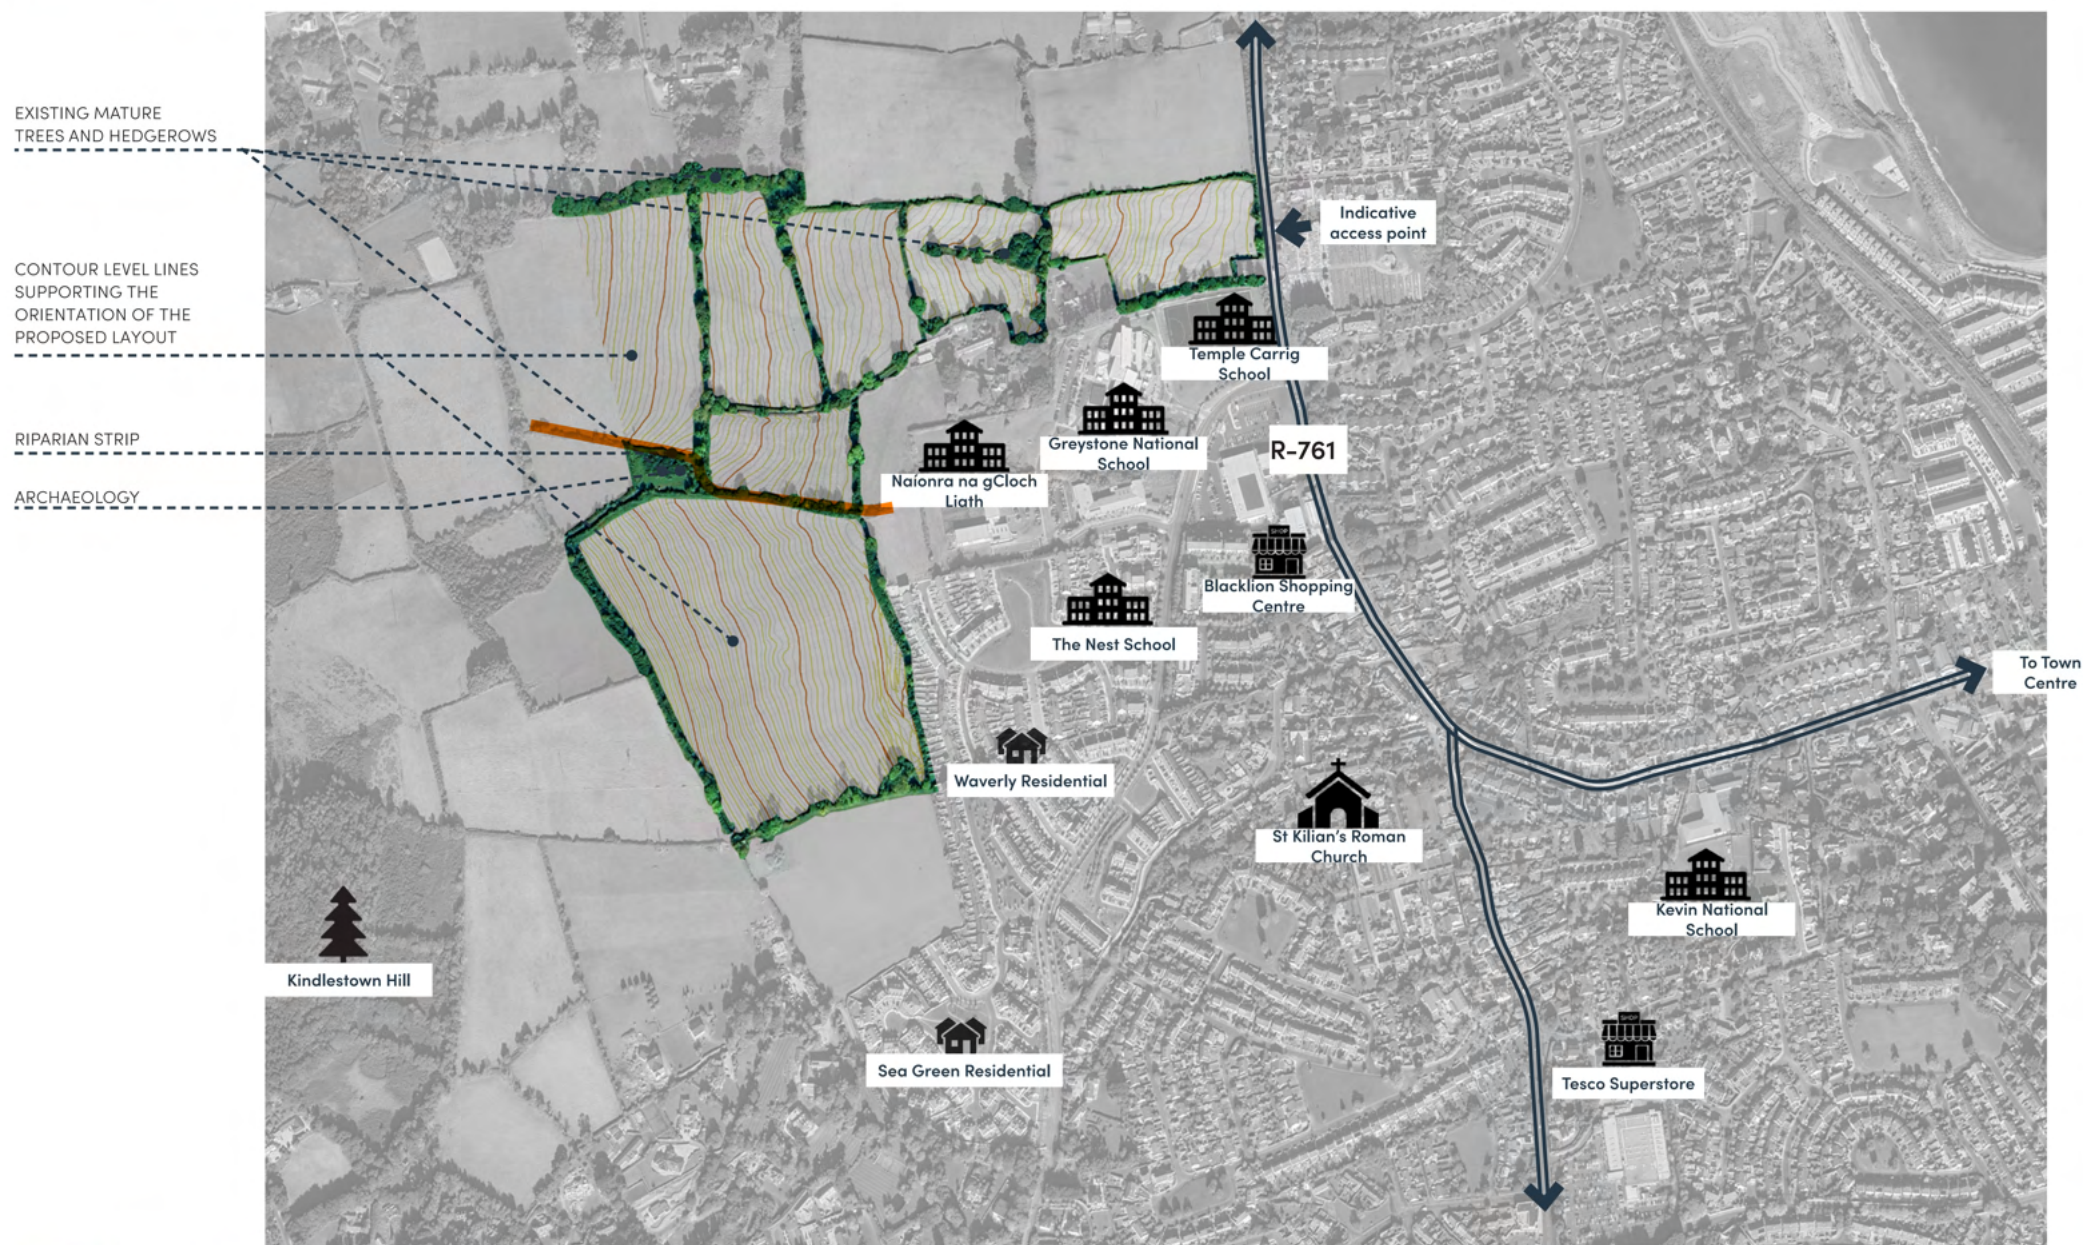 EXISTING MATURE
TREES AND HEDGEROWS
CONTOUR LEVEL LINES
SUPPORTING THE
ORIENTATION OF THE
PROPOSED LAYOUT
RIPARIAN STRIP
ARCHAEOLOGY
Indicative
access point
Temple Carrig
School
Greystone National
School
R-761
Naíonra na gCloch
Liath
SHOP
Blacklion Shopping
Centre
The Nest School
To Town
Centre
Waverly Residential
St Kilian's Roman
Church
Kevin National
School
Kindlestown Hill
Sea Green Residential
SHOP
Tesco Superstore